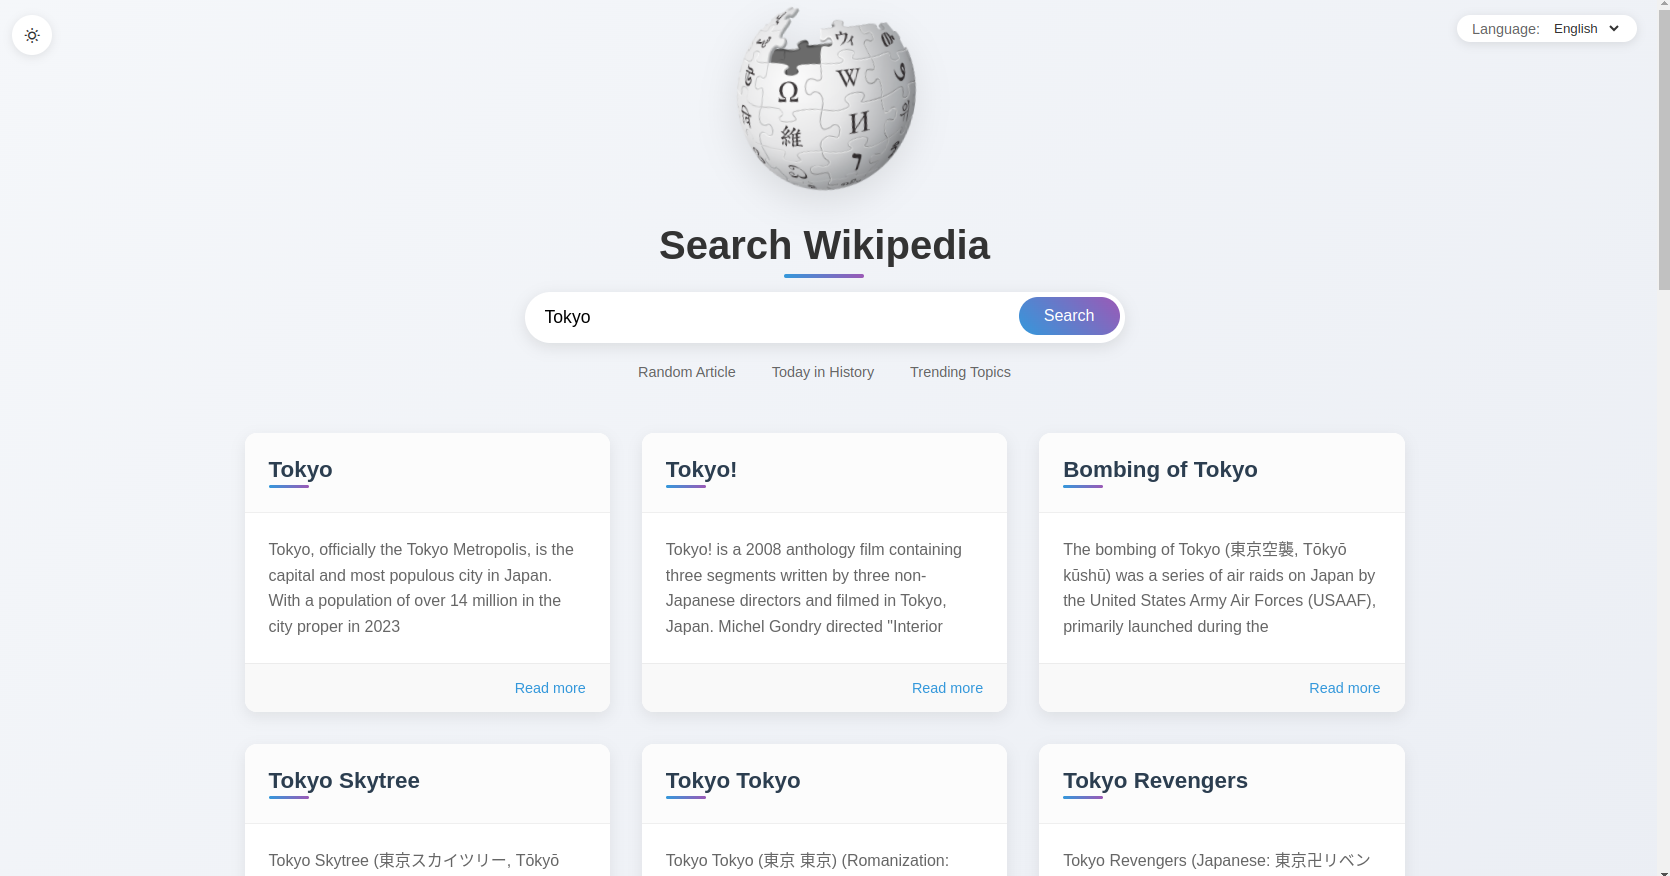 Language: English
Ω W И 維 ウィ
Search Wikipedia
Tokyo
Search
Random Article Today in History Trending Topics
Tokyo
Tokyo, officially the Tokyo Metropolis, is the
capital and most populous city in Japan.
With a population of over 14 million in the
city proper in 2023
Read more
Tokyo!
Tokyo! is a 2008 anthology film containing
three segments written by three non-
Japanese directors and filmed in Tokyo,
Japan. Michel Gondry directed "Interior
Read more
Bombing of Tokyo
The bombing of Tokyo (東京空襲, Tōkyō
kūshū) was a series of air raids on Japan by
the United States Army Air Forces (USAAF),
primarily launched during the
Read more
Tokyo Skytree
Tokyo Skytree (東京スカイツリー, Tōkyō
Tokyo Tokyo
Tokyo Tokyo (東京 東京) (Romanization:
Tokyo Revengers
Tokyo Revengers (Japanese: 東京卍リベン